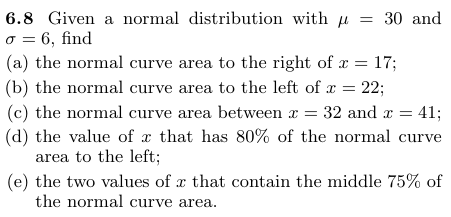 6.8 Given a normal distribution with μ = 30 and
σ = 6, find
(a) the normal curve area to the right of x = 17;
(b) the normal curve area to the left of x = 22;
(c) the normal curve area between x = 32 and x = 41;
(d) the value of x that has 80% of the normal curve
area to the left;
(e) the two values of x that contain the middle 75% of
the normal curve area.